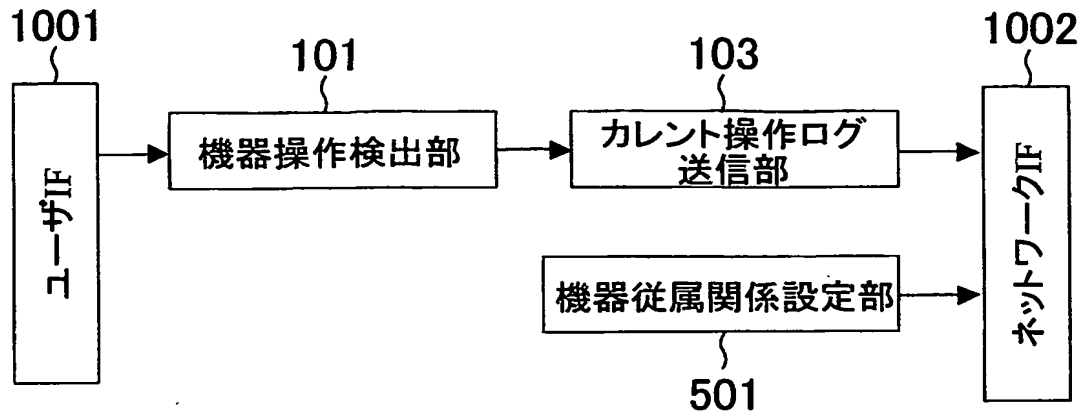 1001
ユーザIF
101
機器操作検出部
103
カレント操作ログ
送信部
機器従属関係設定部
501
1002
ネットワークIF